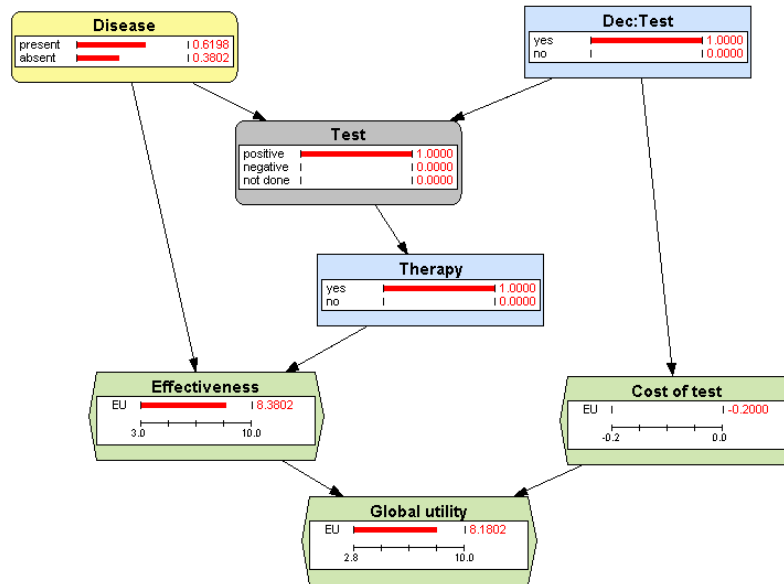 Disease
present 0.6198
absent 0.3802
Dec:Test
yes 1.0000
no 0.0000
Test
positive 1.0000
negative 0.0000
not done 0.0000
Therapy
yes 1.0000
no 0.0000
Effectiveness
EU 8.3802
3.0 10.0
Cost of test
EU -0.2000
-0.2 0.0
Global utility
EU 8.1802
2.8 10.0